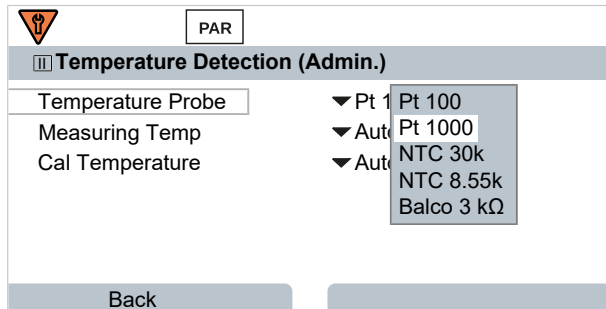 PAR
II Temperature Detection (Admin.)
Temperature Probe Pt 1 Pt 100
Measuring Temp Auto Pt 1000
Cal Temperature Auto NTC 30k
NTC 8.55k
Balco 3 kΩ
Back